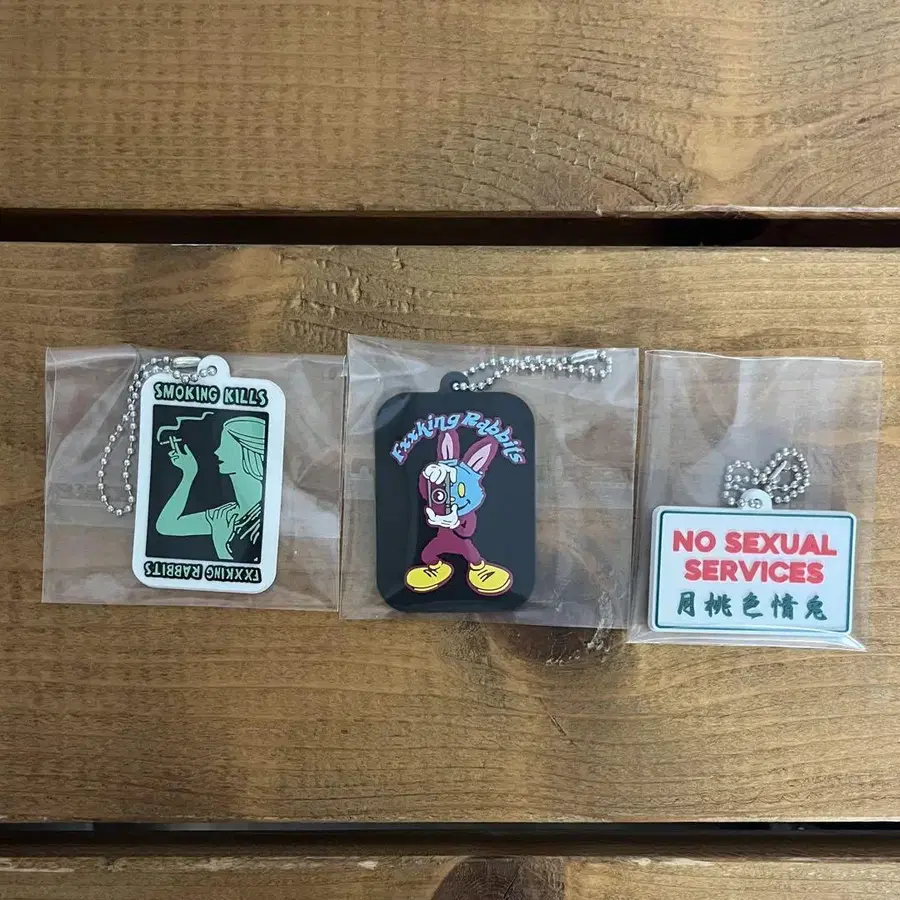 SMOKING KILLS
FXXKING RABBITS
Fxxking Rabbits
NO SEXUAL
SERVICES
月桃色情兔